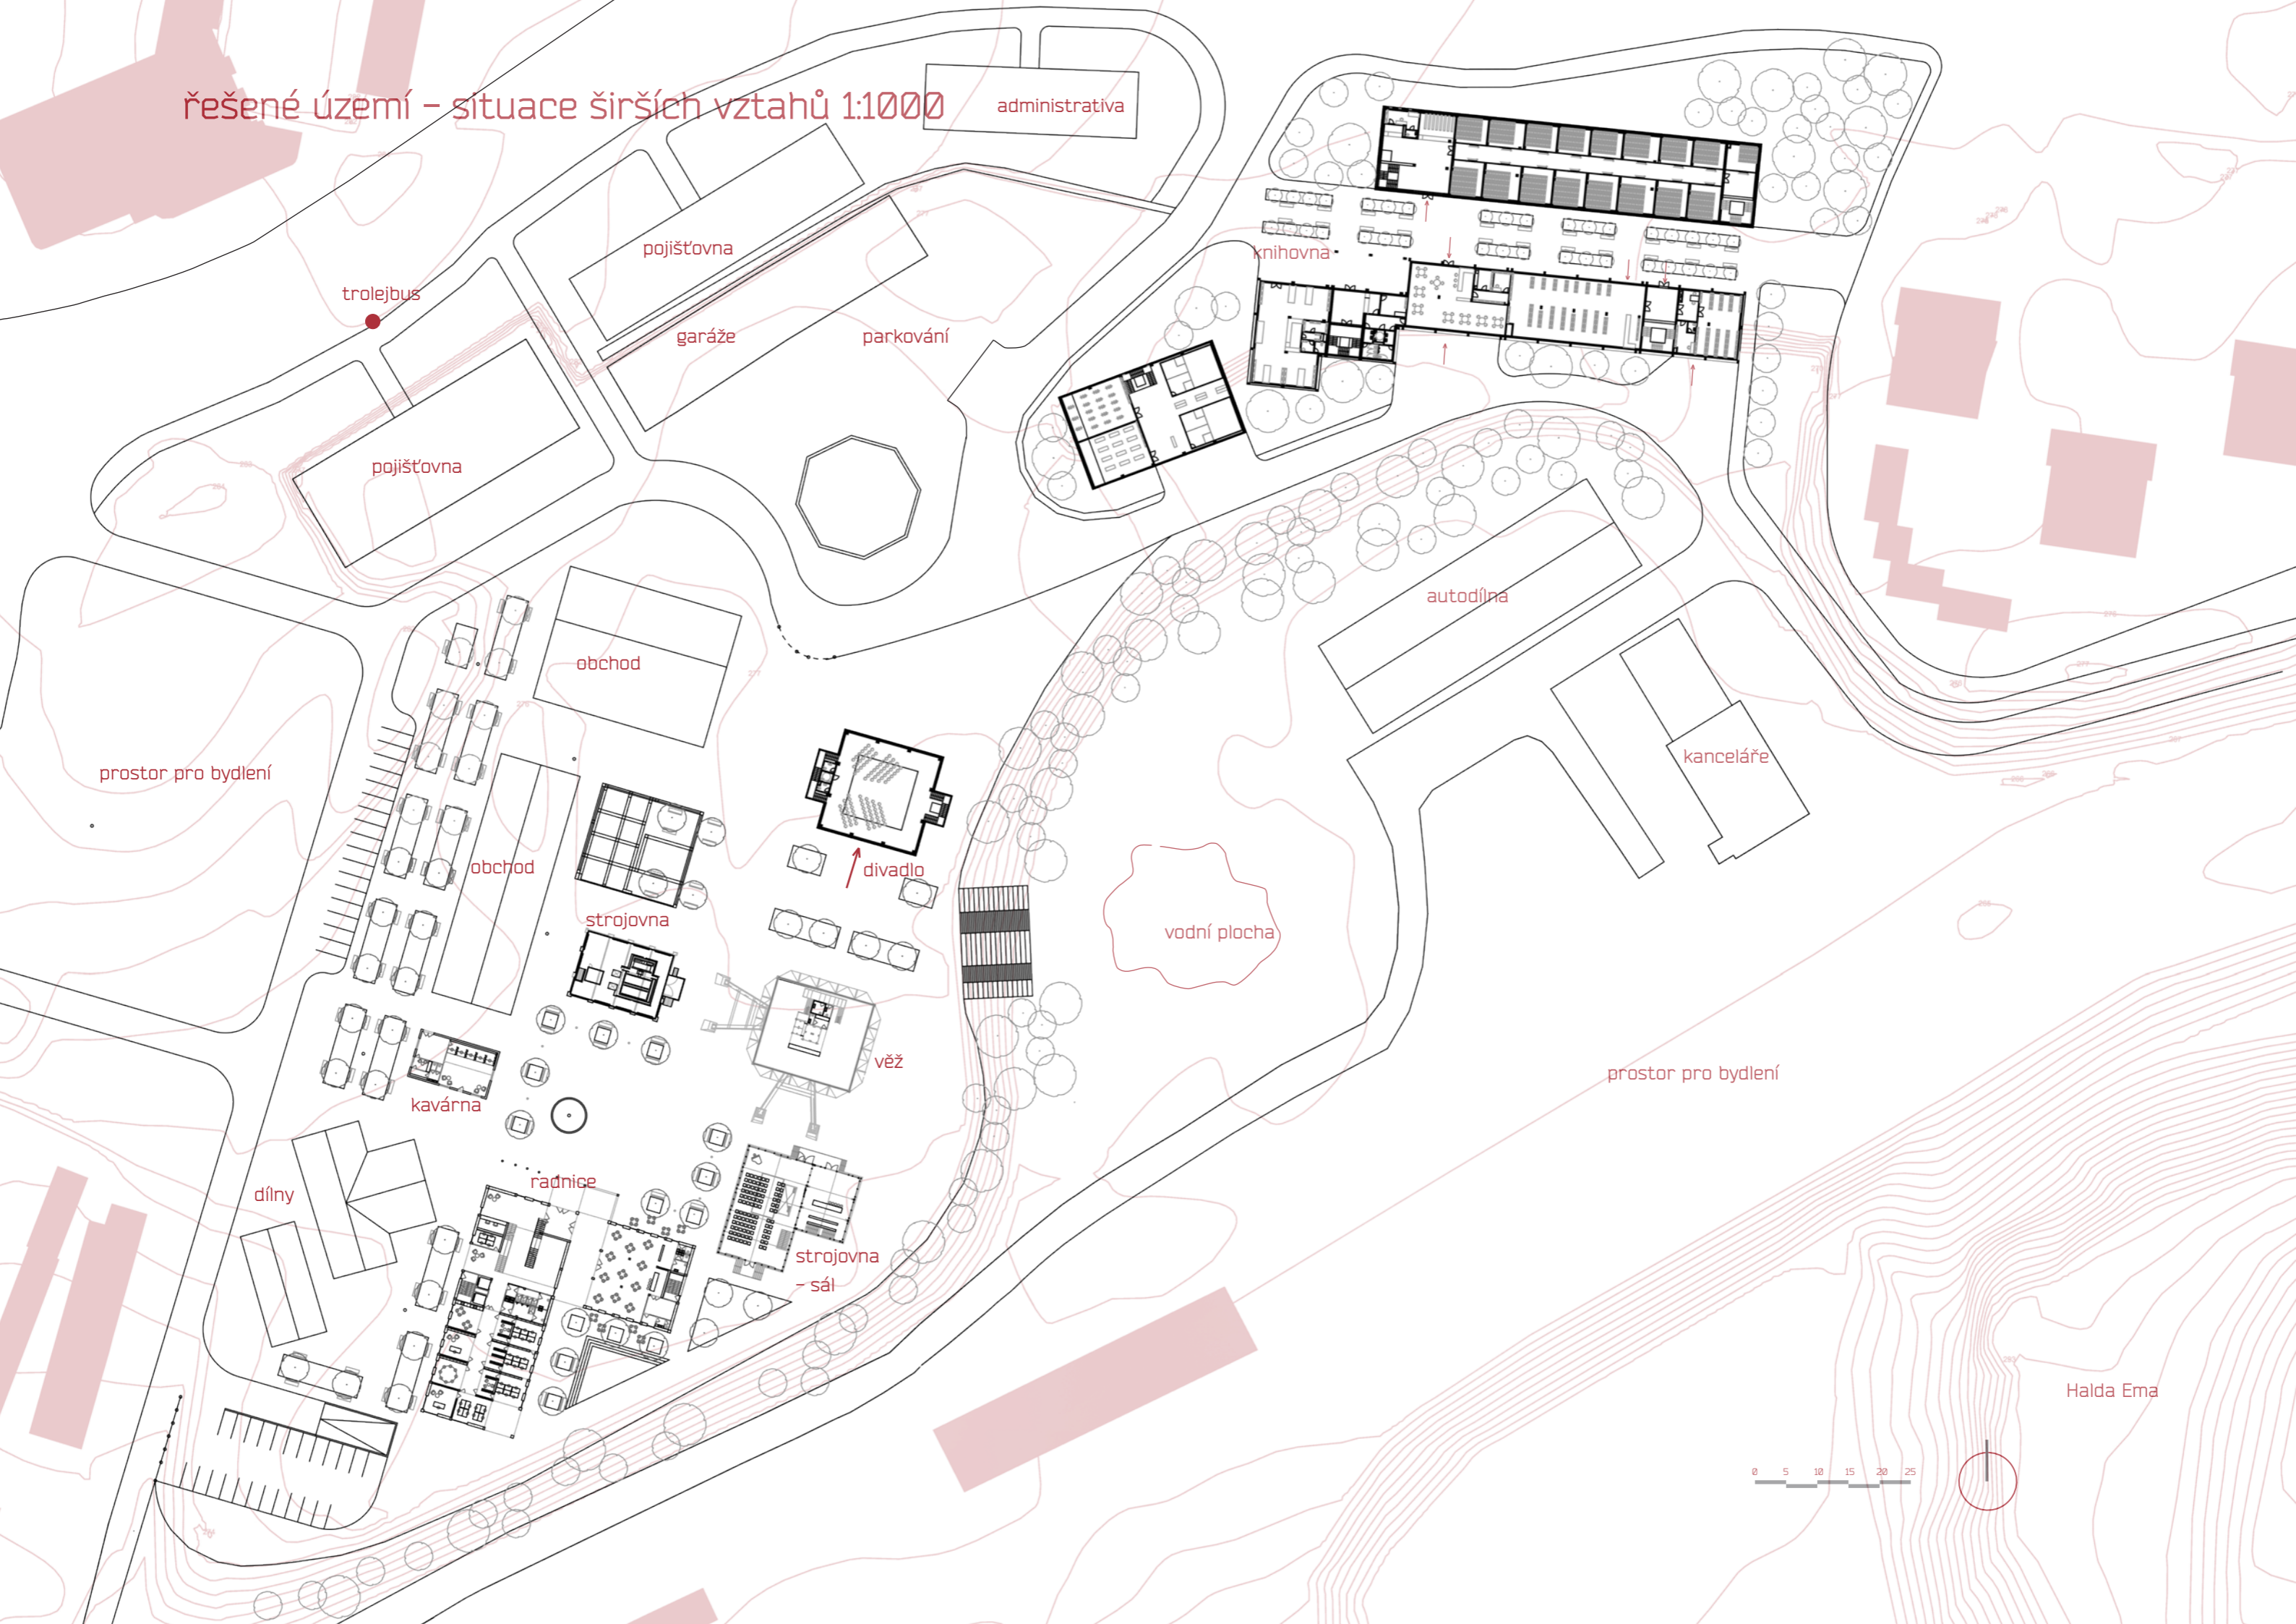 řešené území – situace širších vztahů 1:1000
administrativa
pojišťovna
knihovna
trolejbus
garáže
parkování
pojišťovna
autodílna
obchod
kanceláře
prostor pro bydlení
obchod
divadlo
strojovna
vodní plocha
věž
prostor pro bydlení
kavárna
radnice
dílny
strojovna
– sál
Halda Ema
0 5 10 15 20 25